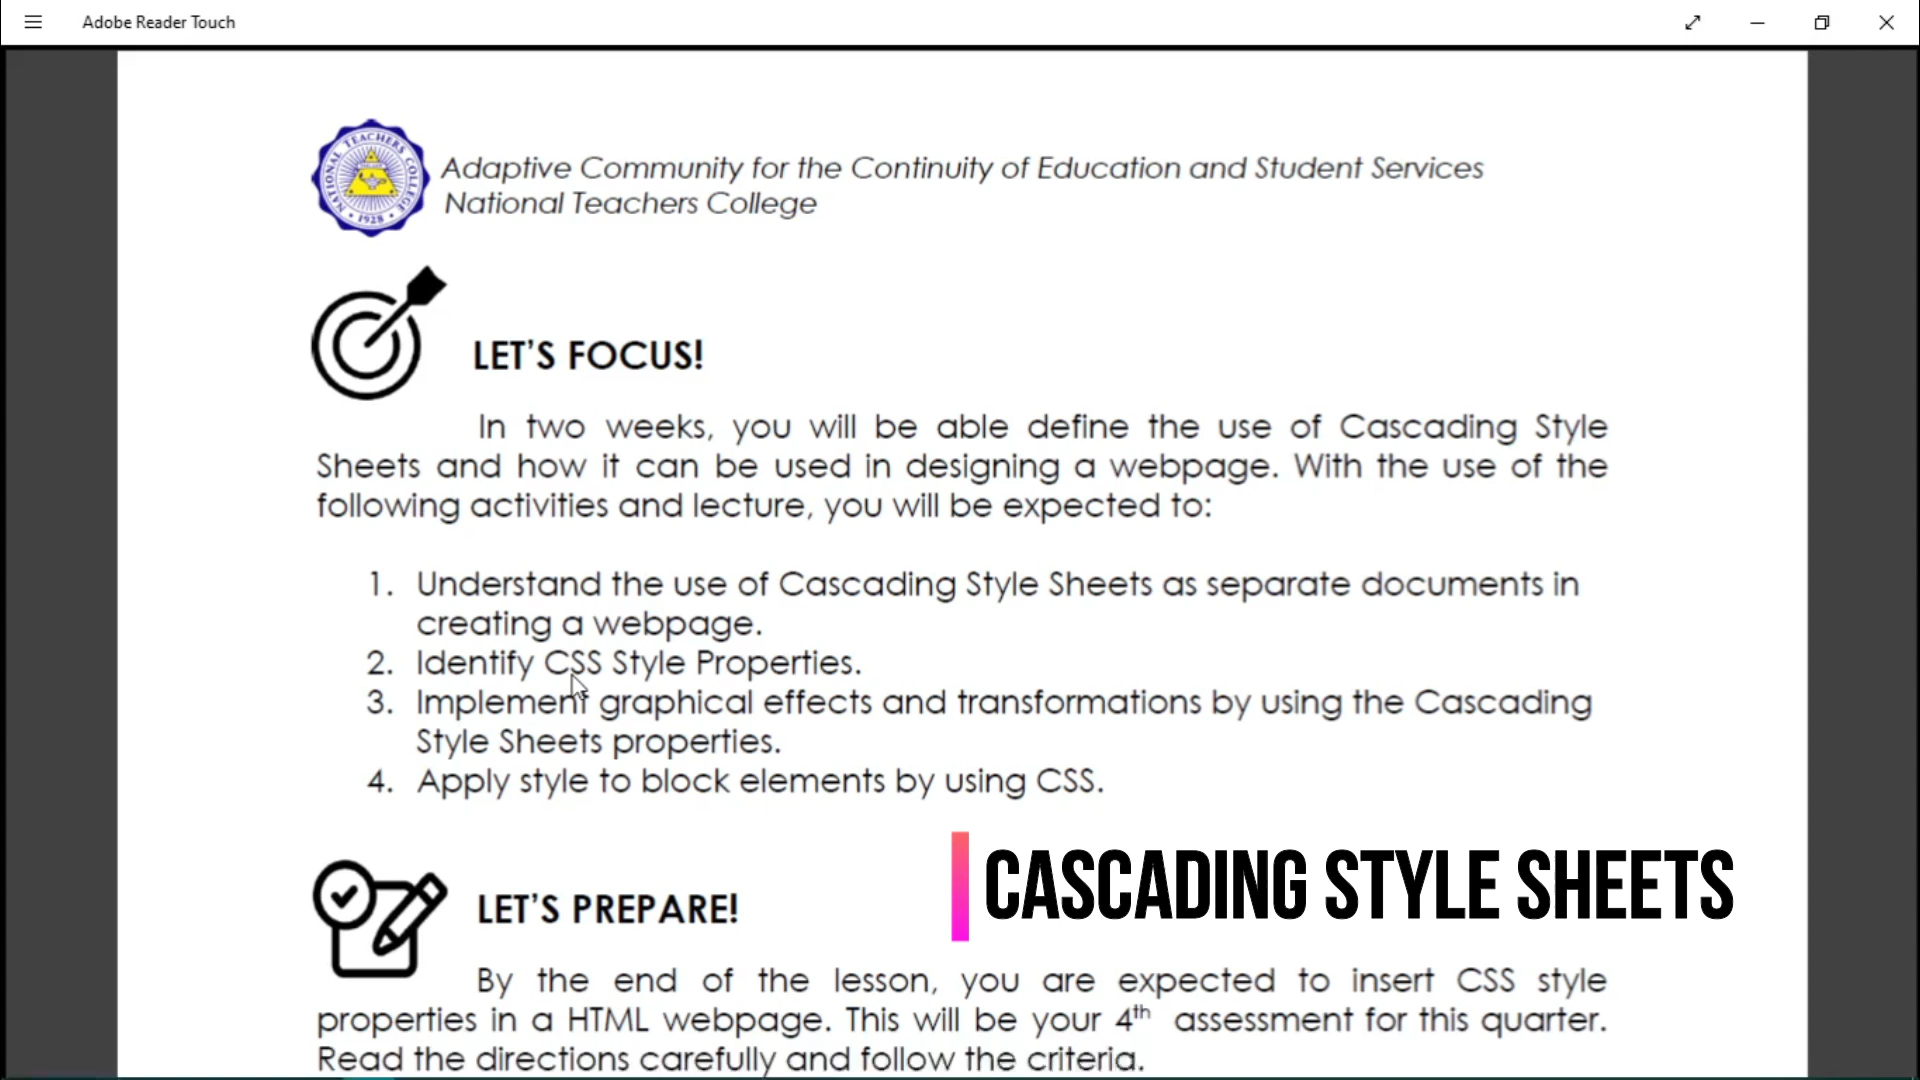 Adobe Reader Touch
NATIONAL TEACHERS COLLEGE
• 1928 •
Adaptive Community for the Continuity of Education and Student Services
National Teachers College
LET'S FOCUS!
In two weeks, you will be able define the use of Cascading Style
Sheets and how it can be used in designing a webpage. With the use of the
following activities and lecture, you will be expected to:
1. Understand the use of Cascading Style Sheets as separate documents in
creating a webpage.
2. Identify CSS Style Properties.
3. Implement graphical effects and transformations by using the Cascading
Style Sheets properties.
4. Apply style to block elements by using CSS.
LET'S PREPARE!
CASCADING STYLE SHEETS
By the end of the lesson, you are expected to insert CSS style
properties in a HTML webpage. This will be your 4th assessment for this quarter.
Read the directions carefully and follow the criteria.